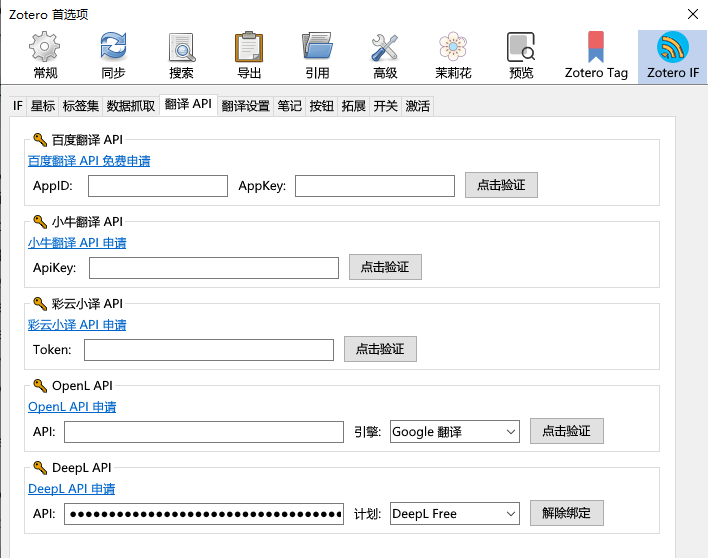 Zotero 首选项
常规 同步 搜索 导出 引用 高级 茉莉花 预览 Zotero Tag Zotero IF
IF 星标 标签集 数据抓取 翻译 API 翻译设置 笔记 按钮 拓展 开关 激活
百度翻译 API
百度翻译 API 免费申请
AppID: AppKey: 点击验证
小牛翻译 API
小牛翻译 API 申请
ApiKey: 点击验证
彩云小译 API
彩云小译 API 申请
Token: 点击验证
OpenL API
OpenL API 申请
API: 引擎: Google 翻译 点击验证
DeepL API
DeepL API 申请
API: 计划: DeepL Free 解除绑定